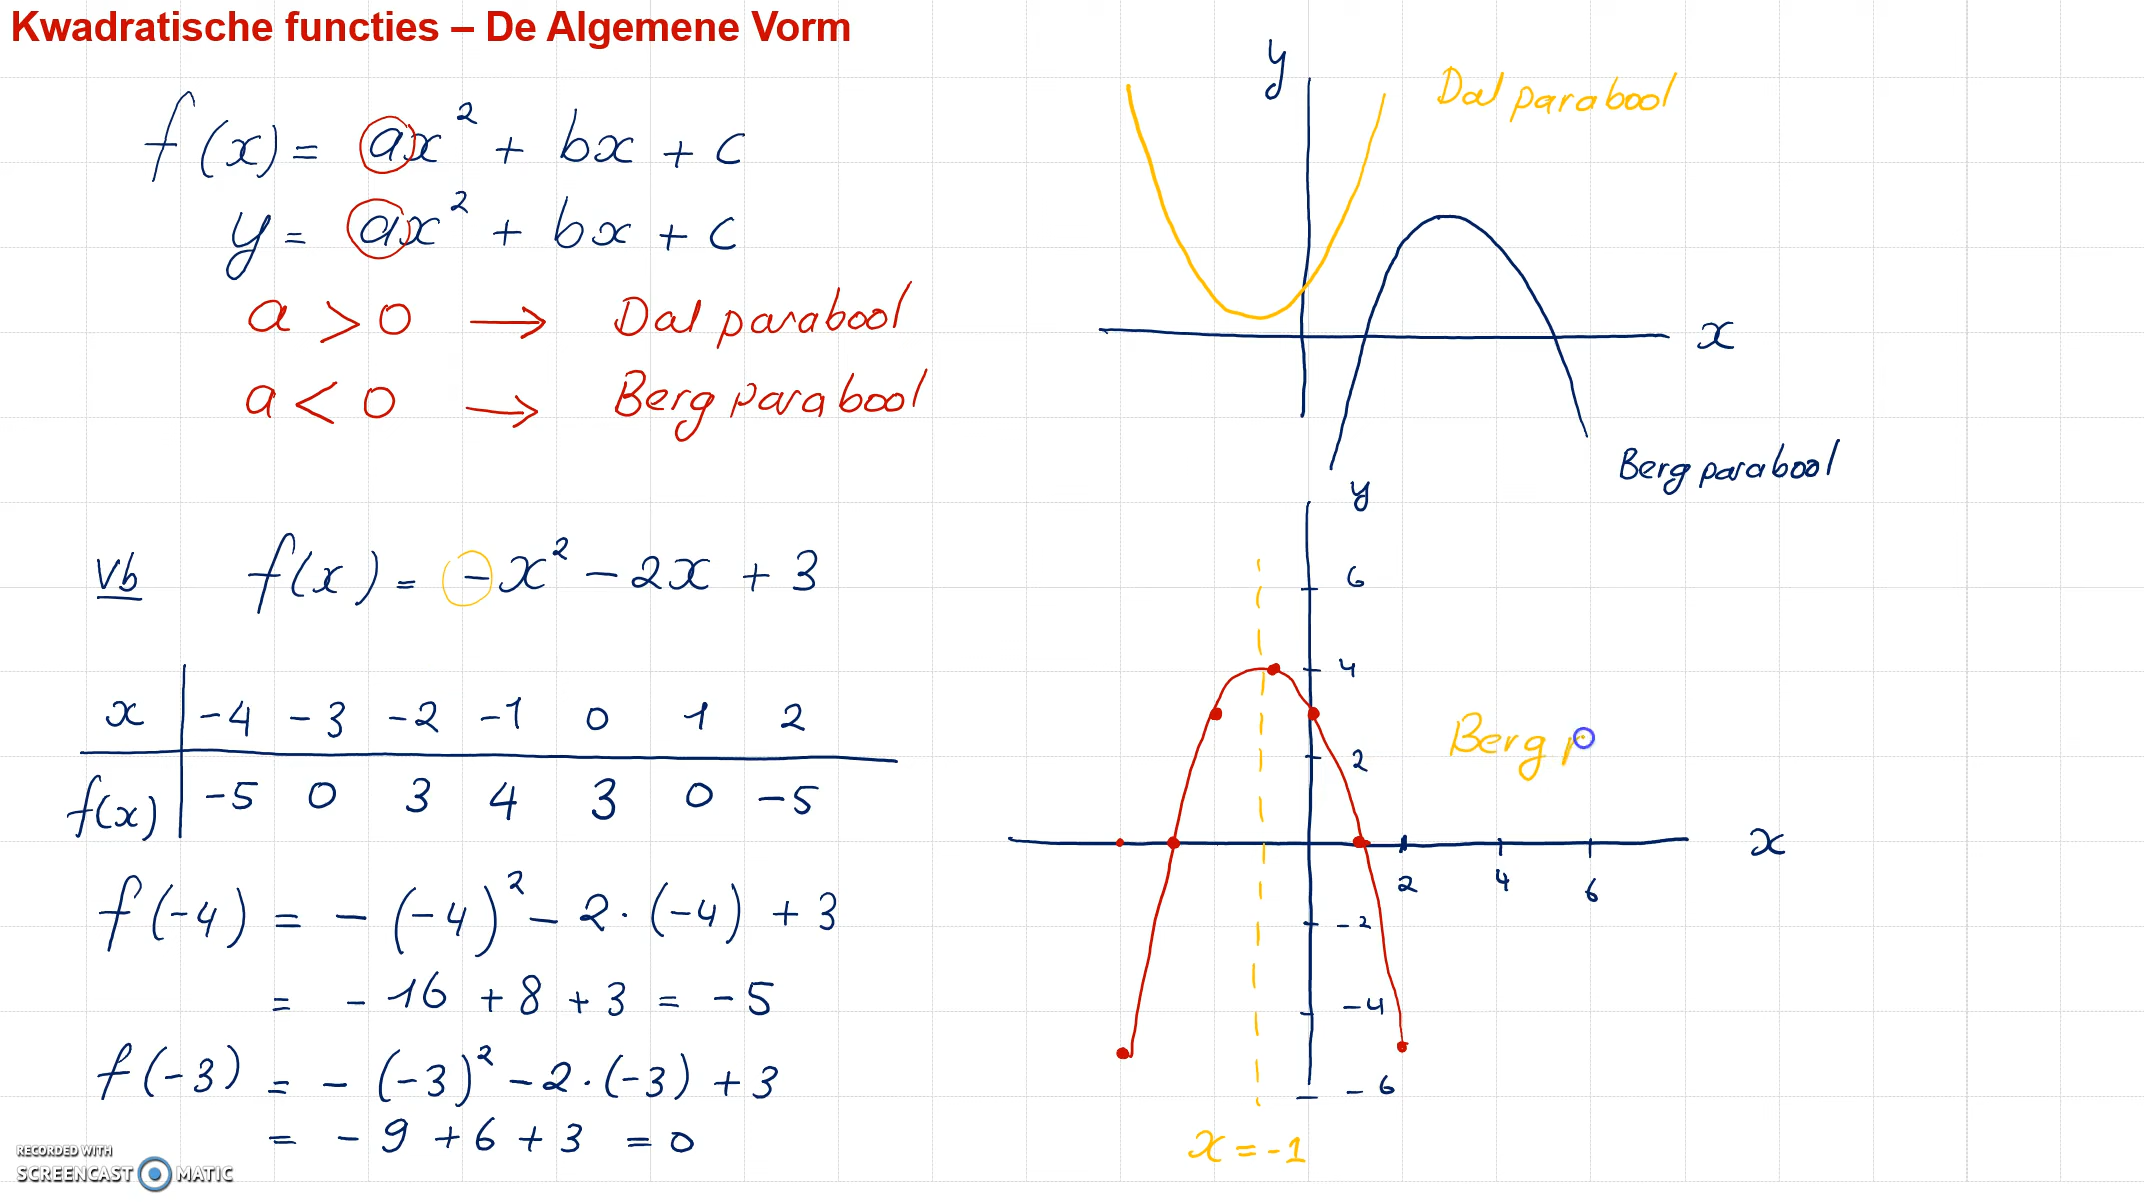 Kwadratische functies – De Algemene Vorm
f(x) = ax² + bx + c
y = ax² + bx + c
a > 0 → Dal parabool
a < 0 → Berg parabool
y
Dal parabool
x
Berg parabool
vb f(x) = -x² - 2x + 3
x -4 -3 -2 -1 0 1 2
f(x) -5 0 3 4 3 0 -5
f(-4) = -(-4)² - 2·(-4) + 3
= -16 + 8 + 3 = -5
f(-3) = -(-3)² - 2·(-3) + 3
= -9 + 6 + 3 = 0
y
6
4
2
Berg p
x
2 4 6
-2
-4
-6
x = -1
RECORDED WITH
SCREENCAST MATIC